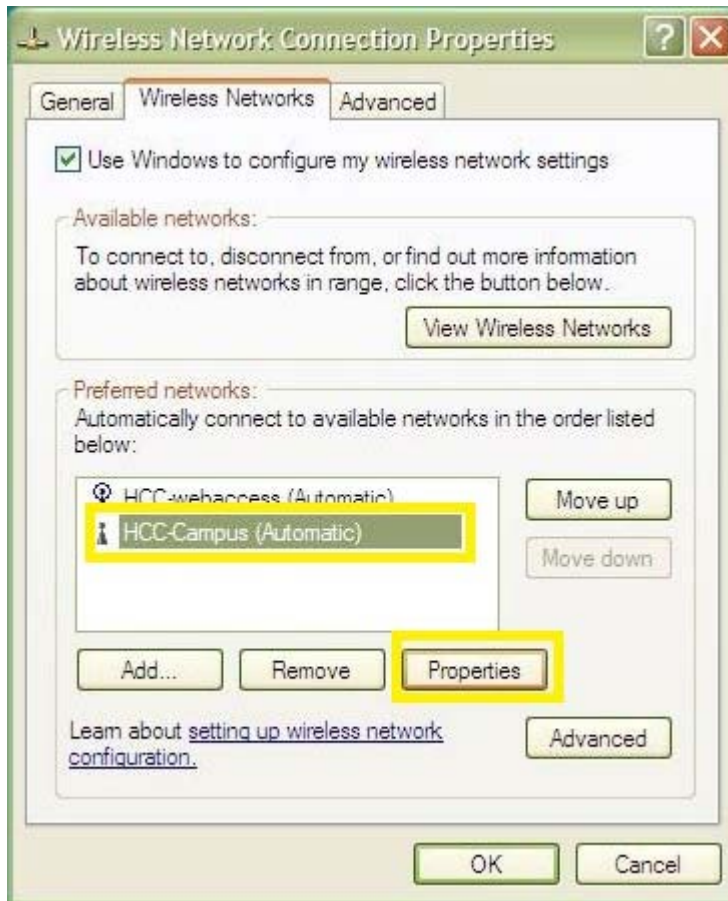 Wireless Network Connection Properties
General Wireless Networks Advanced
Use Windows to configure my wireless network settings
Available networks:
To connect to, disconnect from, or find out more information
about wireless networks in range, click the button below.
View Wireless Networks
Preferred networks:
Automatically connect to available networks in the order listed
below:
HCC-webaccess (Automatic)
HCC-Campus (Automatic)
Move up
Move down
Add... Remove Properties
Learn about setting up wireless network
configuration.
Advanced
OK Cancel